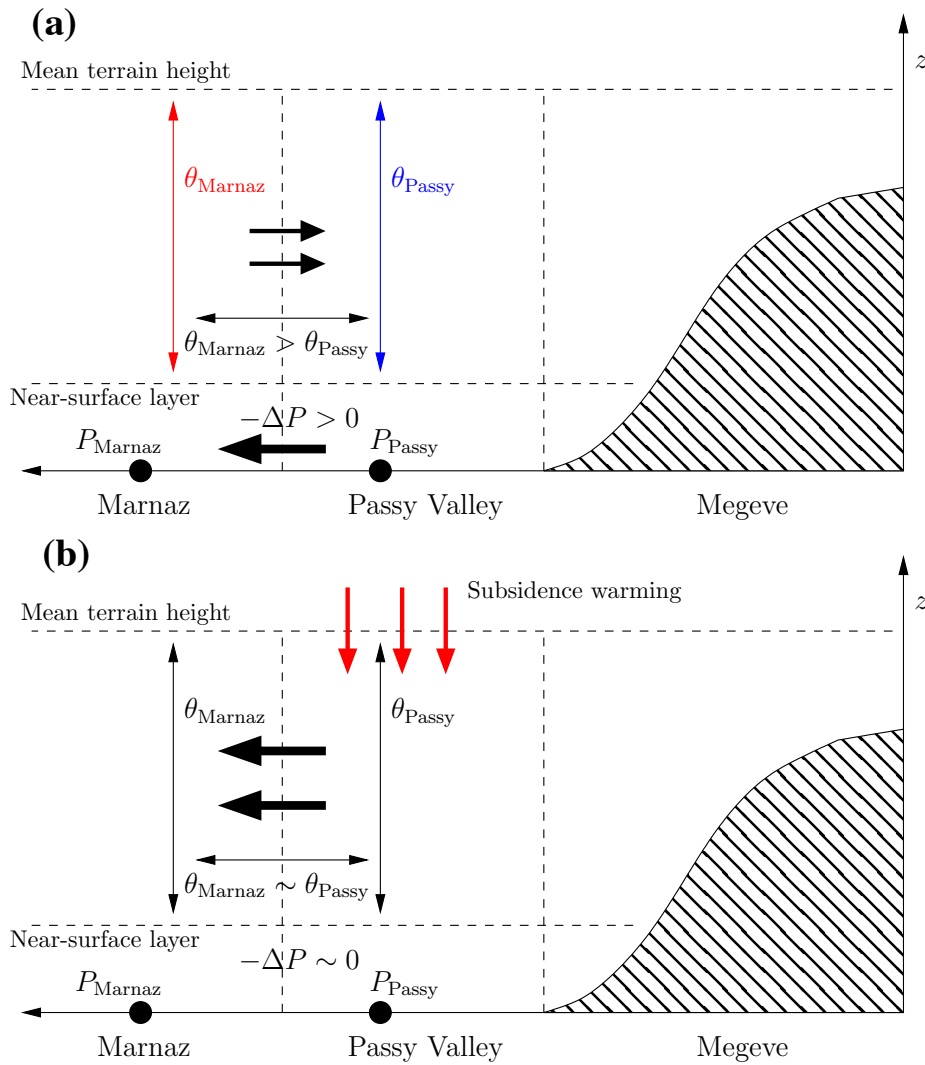 (a)
Mean terrain height
z
θMarnaz
θPassy
θMarnaz > θPassy
Near-surface layer
−ΔP > 0
PMarnaz
PPassy
Marnaz
Passy Valley
Megeve
(b)
Subsidence warming
Mean terrain height
z
θMarnaz
θPassy
θMarnaz ∼ θPassy
Near-surface layer
−ΔP ∼ 0
PMarnaz
PPassy
Marnaz
Passy Valley
Megeve